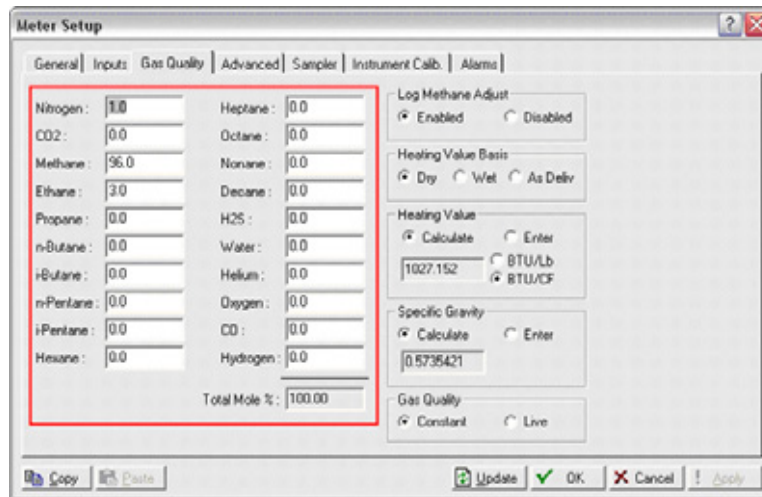 Meter Setup
General Inputs Gas Quality Advanced Sampler Instrument Calib. Alarms
Nitrogen : 1.0
CO2 : 0.0
Methane : 96.0
Ethane : 3.0
Propane : 0.0
n-Butane : 0.0
i-Butane : 0.0
n-Pentane : 0.0
i-Pentane : 0.0
Hexane : 0.0
Heptane : 0.0
Octane : 0.0
Nonane : 0.0
Decane : 0.0
H2S : 0.0
Water : 0.0
Helium : 0.0
Oxygen : 0.0
CO : 0.0
Hydrogen : 0.0
Total Mole % : 100.00
Log Methane Adjust
Enabled Disabled
Heating Value Basis
Dry Wet As Deliv
Heating Value
Calculate Enter
1027.152
BTU/Lb
BTU/CF
Specific Gravity
Calculate Enter
0.5735421
Gas Quality
Constant Live
Copy Paste Update OK Cancel ! Apply